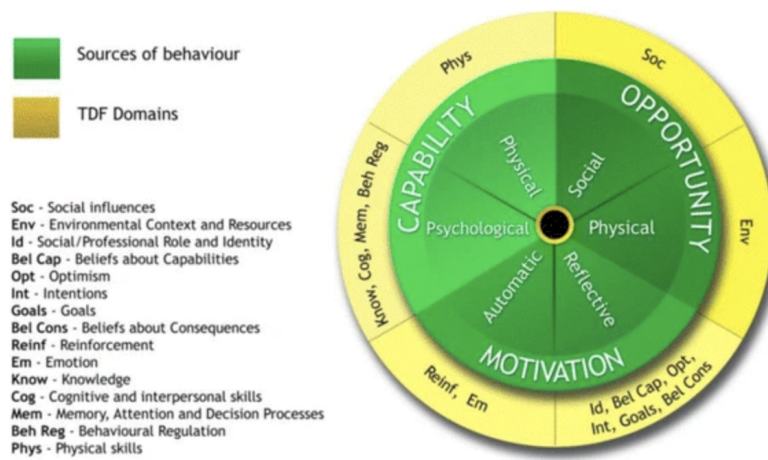 Sources of behaviour
TDF Domains
Soc - Social influences
Env - Environmental Context and Resources
Id - Social/Professional Role and Identity
Bel Cap - Beliefs about Capabilities
Opt - Optimism
Int - Intentions
Goals - Goals
Bel Cons - Beliefs about Consequences
Reinf - Reinforcement
Em - Emotion
Know - Knowledge
Cog - Cognitive and interpersonal skills
Mem - Memory, Attention and Decision Processes
Beh Reg - Behavioural Regulation
Phys - Physical skills
Phys
Soc
Env
Id, Bel Cap, Opt,
Int, Goals, Bel Cons
Reinf, Em
Know, Cog, Mem, Beh Reg
CAPABILITY
OPPORTUNITY
MOTIVATION
Physical
Social
Psychological
Physical
Automatic
Reflective